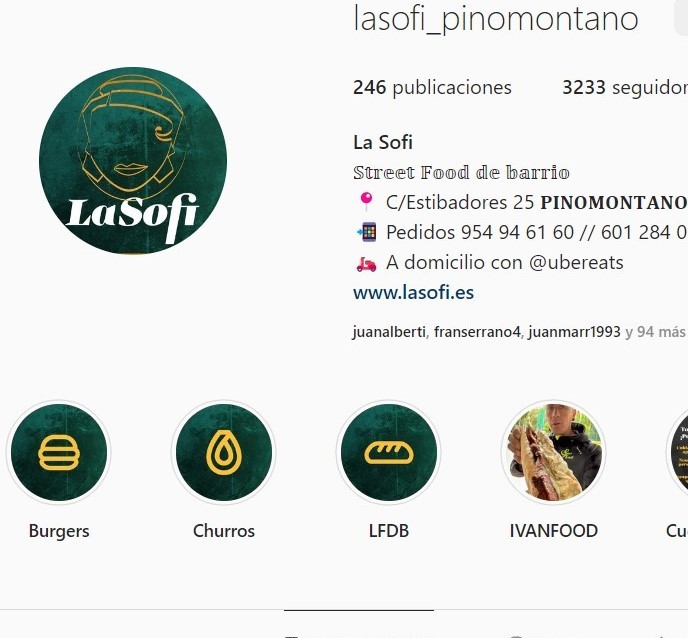 lasofi_pinomontano
246 publicaciones 3233 seguidor
La Sofi
LaSofi
𝕊𝕥𝕣𝕖𝕖𝕥 𝔽𝕠𝕠𝕕 𝕕𝕖 𝕓𝕒𝕣𝕣𝕚𝕠
📍 C/Estibadores 25 𝐏𝐈𝐍𝐎𝐌𝐎𝐍𝐓𝐀𝐍𝐎
📲 Pedidos 954 94 61 60 // 601 284 0
🛵 A domicilio con @ubereats
www.lasofi.es
juanalberti, franserrano4, juanmarr1993 y 94 más
Burgers Churros LFDB IVANFOOD Cu